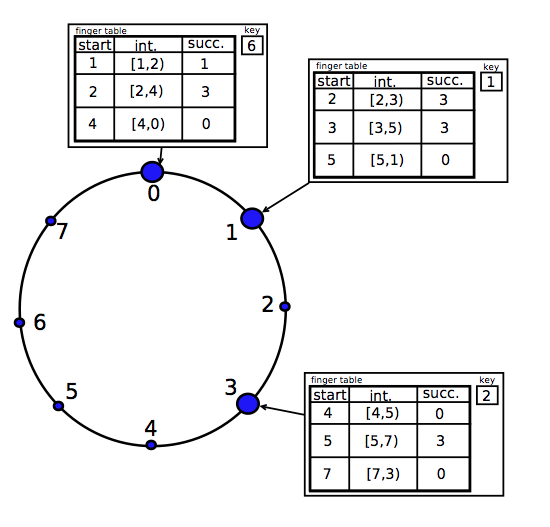 finger table key
start int. succ. 6
1 [1,2) 1
2 [2,4) 3
4 [4,0) 0
finger table key
start int. succ. 1
2 [2,3) 3
3 [3,5) 3
5 [5,1) 0
0
1
7
2
6
3
5
4
finger table key
start int. succ. 2
4 [4,5) 0
5 [5,7) 3
7 [7,3) 0